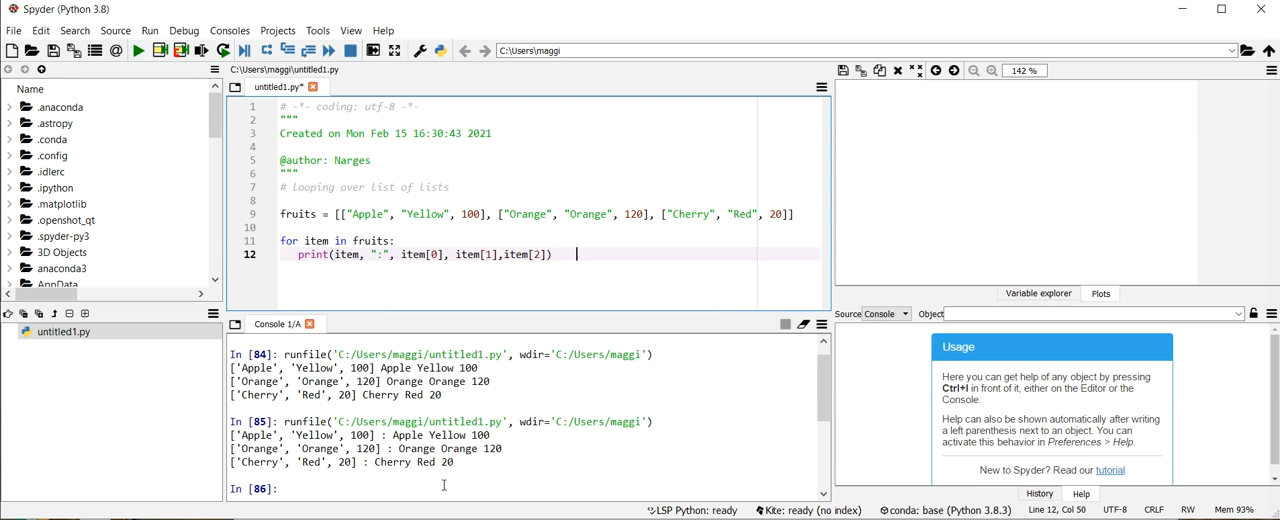 Spyder (Python 3.8)
File Edit Search Source Run Debug Consoles Projects Tools View Help
C:\Users\maggi
C:\Users\maggi\untitled1.py
142 %
Name
untitled1.py*
.anaconda
.astropy
.conda
.config
.idlerc
.ipython
.matplotlib
.openshot_qt
.spyder-py3
3D Objects
anaconda3
AppData
1 # -*- coding: utf-8 -*-
2 """
3 Created on Mon Feb 15 16:30:43 2021
4
5 @author: Narges
6 """
7 # looping over list of lists
8
9 fruits = [["Apple", "Yellow", 100], ["Orange", "Orange", 120], ["Cherry", "Red", 20]]
10
11 for item in fruits:
12 print(item, ":", item[0], item[1],item[2])
Variable explorer Plots
untitled1.py
Console 1/A
In [84]: runfile('C:/Users/maggi/untitled1.py', wdir='C:/Users/maggi')
['Apple', 'Yellow', 100] Apple Yellow 100
['Orange', 'Orange', 120] Orange Orange 120
['Cherry', 'Red', 20] Cherry Red 20
In [85]: runfile('C:/Users/maggi/untitled1.py', wdir='C:/Users/maggi')
['Apple', 'Yellow', 100] : Apple Yellow 100
['Orange', 'Orange', 120] : Orange Orange 120
['Cherry', 'Red', 20] : Cherry Red 20
In [86]:
Source Console Object
Usage
Here you can get help of any object by pressing
Ctrl+I in front of it, either on the Editor or the
Console.
Help can also be shown automatically after writing
a left parenthesis next to an object. You can
activate this behavior in Preferences > Help.
New to Spyder? Read our tutorial
History Help
LSP Python: ready Kite: ready (no index) conda: base (Python 3.8.3) Line 12, Col 50 UTF-8 CRLF RW Mem 93%